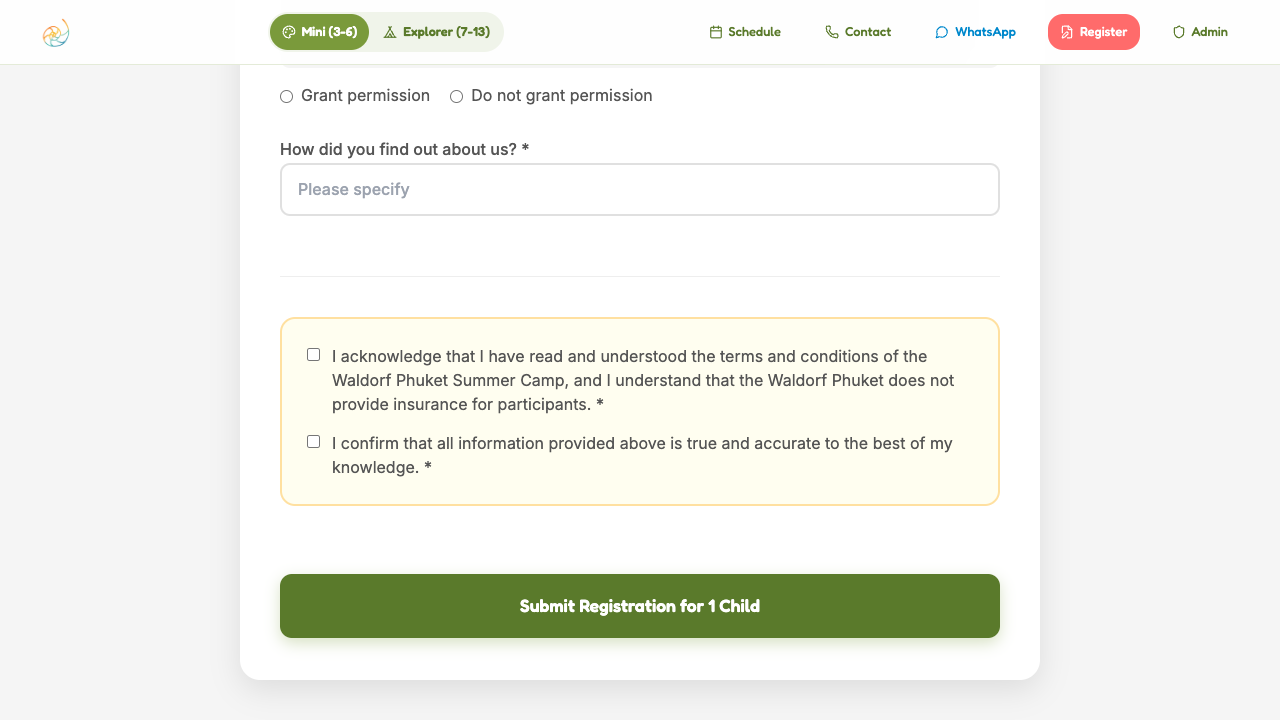 Mini (3-6)
Explorer (7-13)
Schedule
Contact
WhatsApp
Register
Admin
Grant permission
Do not grant permission
How did you find out about us? *
Please specify
I acknowledge that I have read and understood the terms and conditions of the
Waldorf Phuket Summer Camp, and I understand that the Waldorf Phuket does not
provide insurance for participants. *
I confirm that all information provided above is true and accurate to the best of my
knowledge. *
Submit Registration for 1 Child